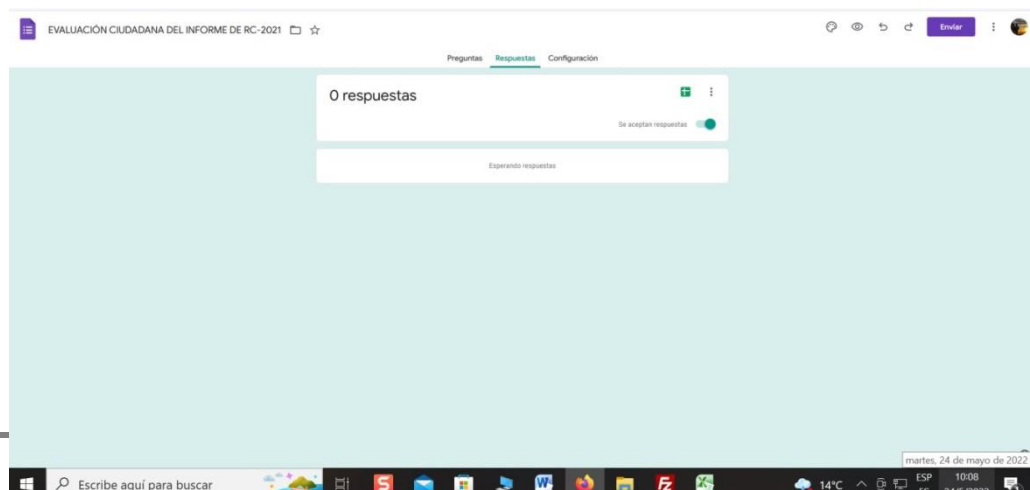 EVALUACIÓN CIUDADANA DEL INFORME DE RC-2021
Enviar
Preguntas Respuestas Configuración
0 respuestas
Se aceptan respuestas
Esperando respuestas
martes, 24 de mayo de 2022
Escribe aquí para buscar
S
W
Fz
X
14°C
ESP
10:08